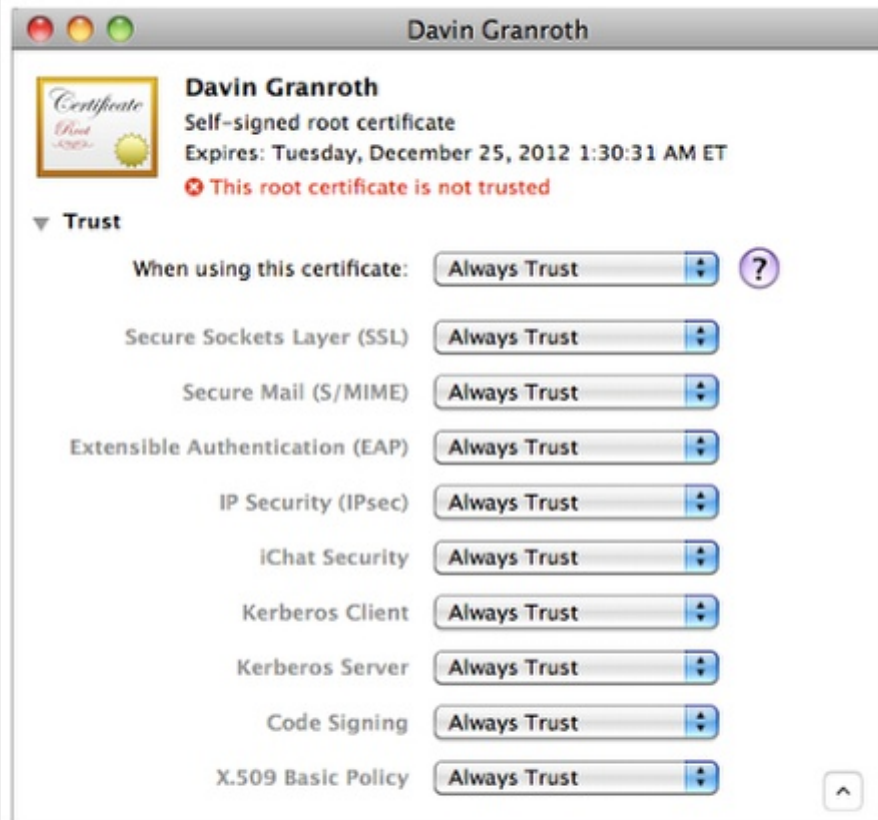 Davin Granroth
Certificate
Root
Davin Granroth
Self-signed root certificate
Expires: Tuesday, December 25, 2012 1:30:31 AM ET
This root certificate is not trusted
Trust
When using this certificate: Always Trust ?
Secure Sockets Layer (SSL) Always Trust
Secure Mail (S/MIME) Always Trust
Extensible Authentication (EAP) Always Trust
IP Security (IPsec) Always Trust
iChat Security Always Trust
Kerberos Client Always Trust
Kerberos Server Always Trust
Code Signing Always Trust
X.509 Basic Policy Always Trust